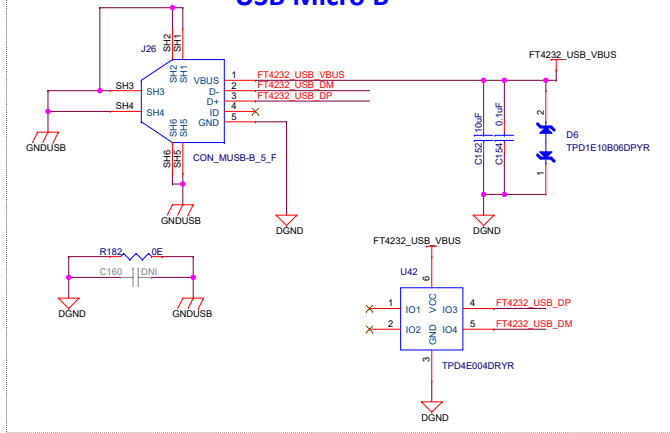 USB Micro B
J26
SH2
SH1
SH2
SH1
SH3
SH3
SH4
SH4
SH6
SH5
SH6
SH5
VBUS
D-
D+
ID
GND
1
2
3
4
5
FT4232_USB_VBUS
FT4232_USB_DM
FT4232_USB_DP
CON_MUSB-B_5_F
GNDUSB
GNDUSB
DGND
FT4232_USB_VBUS
C152
10uF
C154
0.1uF
2
1
D6
TPD1E10B06DPYR
DGND
R182
0E
C160
DNI
DGND
GNDUSB
FT4232_USB_VBUS
U42
6
1
IO1
VCC
IO3
4
FT4232_USB_DP
2
IO2
GND
IO4
5
FT4232_USB_DM
3
TPD4E004DRYR
DGND